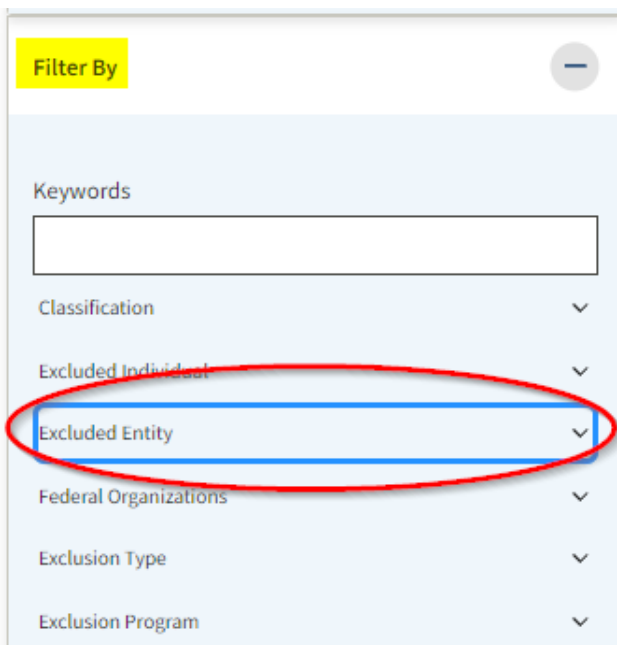 Filter By
Keywords
Classification
Excluded Individual
Excluded Entity
Federal Organizations
Exclusion Type
Exclusion Program